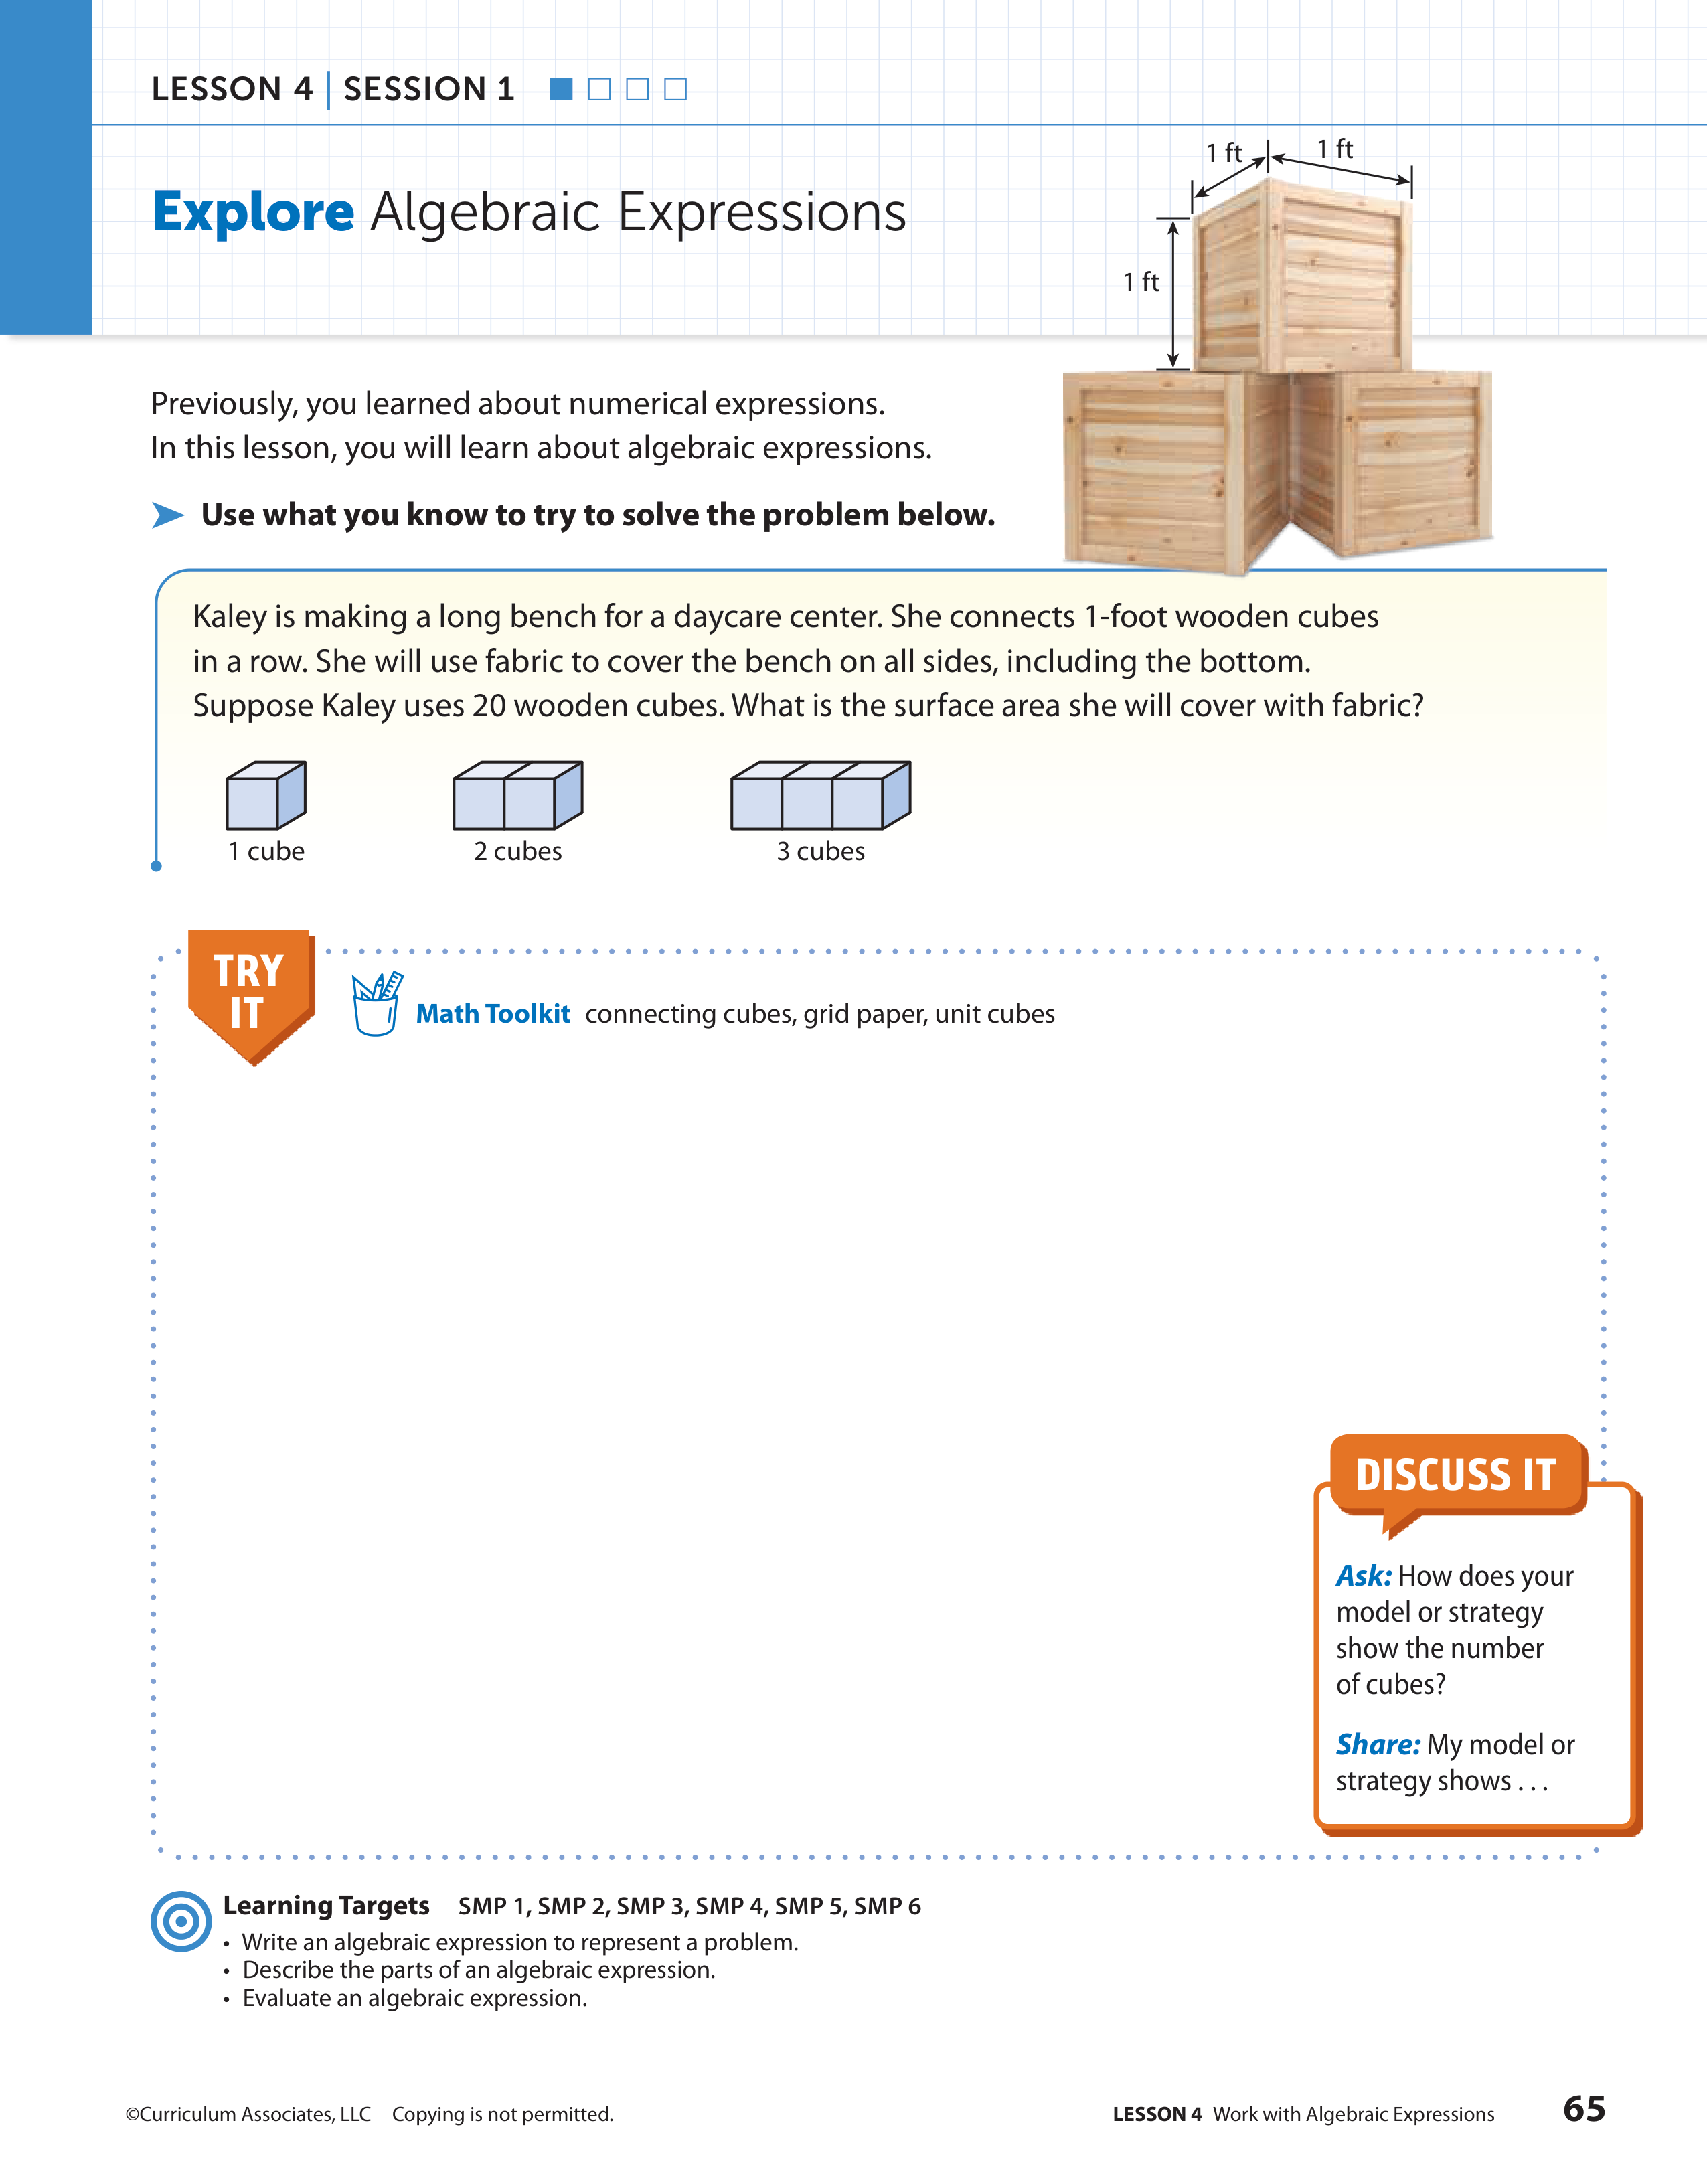 LESSON 4 | SESSION 1
1 ft
1 ft
Explore Algebraic Expressions
1 ft
Previously, you learned about numerical expressions.
In this lesson, you will learn about algebraic expressions.
Use what you know to try to solve the problem below.
Kaley is making a long bench for a daycare center. She connects 1-foot wooden cubes
in a row. She will use fabric to cover the bench on all sides, including the bottom.
Suppose Kaley uses 20 wooden cubes. What is the surface area she will cover with fabric?
1 cube
2 cubes
3 cubes
TRY
IT
Math Toolkit connecting cubes, grid paper, unit cubes
DISCUSS IT
Ask: How does your
model or strategy
show the number
of cubes?
Share: My model or
strategy shows . . .
Learning Targets SMP 1, SMP 2, SMP 3, SMP 4, SMP 5, SMP 6
• Write an algebraic expression to represent a problem.
• Describe the parts of an algebraic expression.
• Evaluate an algebraic expression.
©Curriculum Associates, LLC Copying is not permitted.
LESSON 4 Work with Algebraic Expressions
65